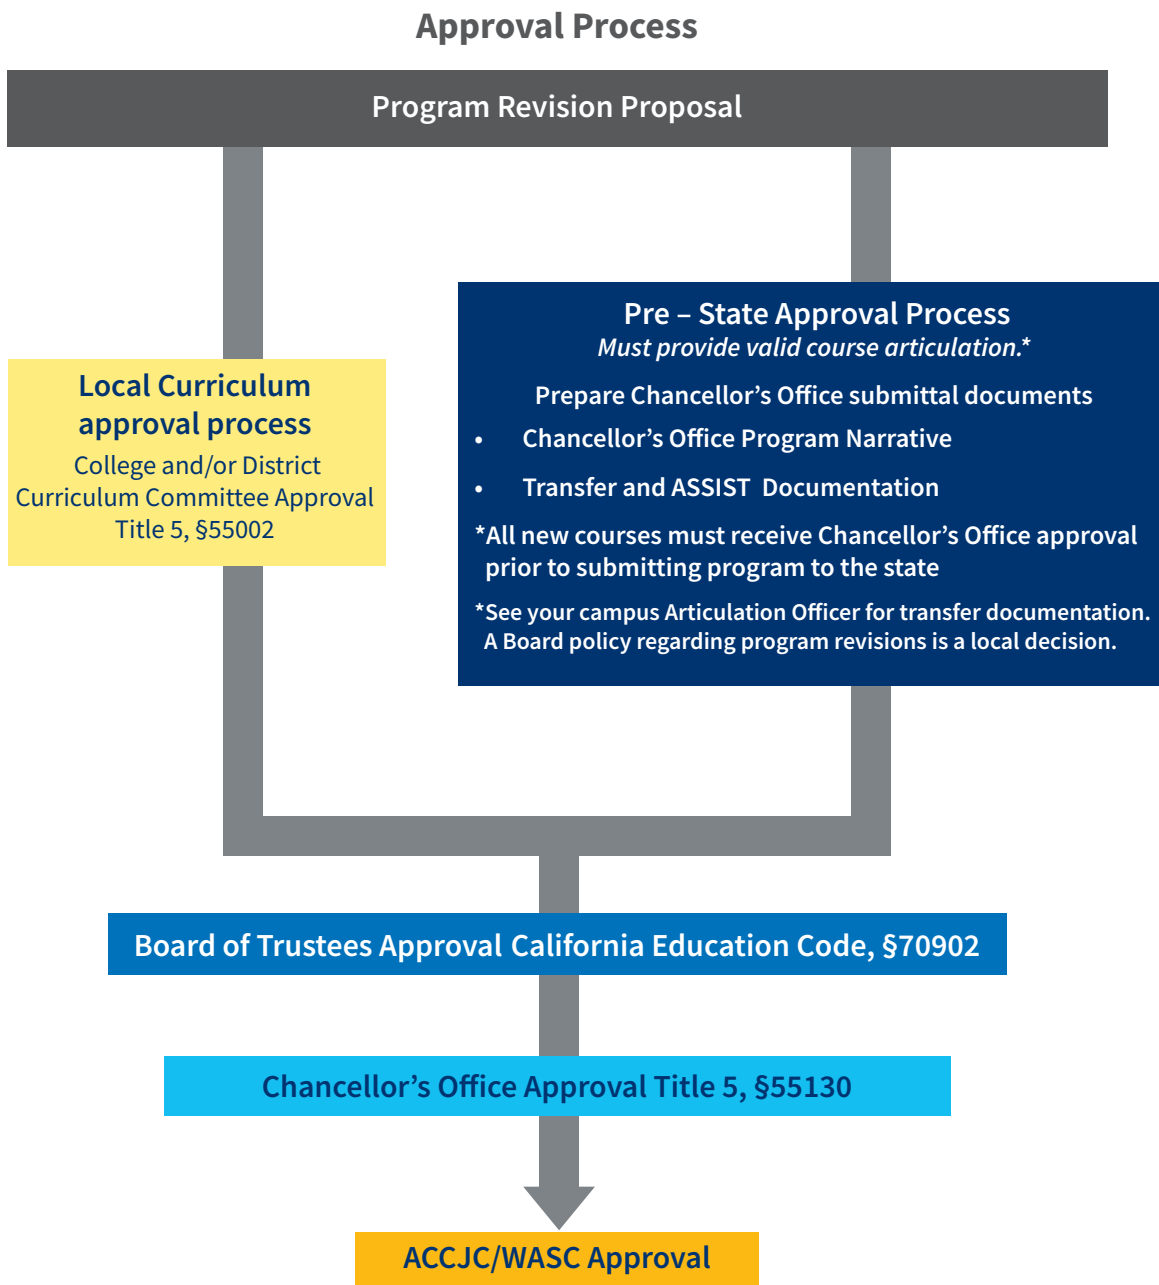 Approval Process
Program Revision Proposal
Local Curriculum
approval process
College and/or District
Curriculum Committee Approval
Title 5, §55002
Pre – State Approval Process
Must provide valid course articulation.*
Prepare Chancellor’s Office submittal documents
• Chancellor’s Office Program Narrative
• Transfer and ASSIST Documentation
*All new courses must receive Chancellor’s Office approval
prior to submitting program to the state
*See your campus Articulation Officer for transfer documentation.
A Board policy regarding program revisions is a local decision.
Board of Trustees Approval California Education Code, §70902
Chancellor’s Office Approval Title 5, §55130
ACCJC/WASC Approval